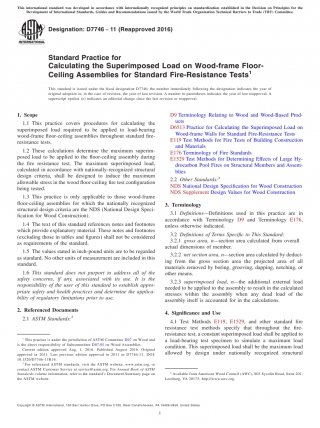 This international standard was developed in accordance with internationally recognized principles on standardization established in the Decision on Principles for the
Development of International Standards, Guides and Recommendations issued by the World Trade Organization Technical Barriers to Trade (TBT) Committee.
Designation: D7746 − 11 (Reapproved 2016)
Standard Practice for
Calculating the Superimposed Load on Wood-frame Floor-
Ceiling Assemblies for Standard Fire-Resistance Tests¹
This standard is issued under the fixed designation D7746; the number immediately following the designation indicates the year of
original adoption or, in the case of revision, the year of last revision. A number in parentheses indicates the year of last reapproval. A
superscript epsilon (ε) indicates an editorial change since the last revision or reapproval.
1. Scope
1.1 This practice covers procedures for calculating the
superimposed load required to be applied to load-bearing
wood-frame floor-ceiling assemblies throughout standard fire-
resistance tests.
1.2 These calculations determine the maximum superim-
posed load to be applied to the floor-ceiling assembly during
the fire resistance test. The maximum superimposed load,
calculated in accordance with nationally-recognized structural
design criteria, shall be designed to induce the maximum
allowable stress in the wood floor-ceiling fire test configuration
being tested.
1.3 This practice is only applicable to those wood-frame
floor-ceiling assemblies for which the nationally recognized
structural design criteria are the NDS (National Design Speci-
fication for Wood Construction).
1.4 The text of this standard references notes and footnotes
which provide explanatory material. These notes and footnotes
(excluding those in tables and figures) shall not be considered
as requirements of the standard.
1.5 The values stated in inch-pound units are to be regarded
as standard. No other units of measurement are included in this
standard.
1.6 This standard does not purport to address all of the
safety concerns, if any, associated with its use. It is the
responsibility of the user of this standard to establish appro-
priate safety and health practices and determine the applica-
bility of regulatory limitations prior to use.
2. Referenced Documents
2.1 ASTM Standards:²
¹ This practice is under the jurisdiction of ASTM Committee D07 on Wood and
is the direct responsibility of Subcommittee D07.05 on Wood Assemblies.
Current edition approved Aug. 1, 2016. Published August 2016. Original
approved in 2011. Last previous edition approved in 2011 as D7746-11. DOI:
10.1520/D7746-11R16.
² For referenced ASTM standards, visit the ASTM website, www.astm.org, or
contact ASTM Customer Service at service@astm.org. For Annual Book of ASTM
Standards volume information, refer to the standard's Document Summary page on
the ASTM website.
D9 Terminology Relating to Wood and Wood-Based Prod-
ucts
D6513 Practice for Calculating the Superimposed Load on
Wood-frame Walls for Standard Fire-Resistance Tests
E119 Test Methods for Fire Tests of Building Construction
and Materials
E176 Terminology of Fire Standards
E1529 Test Methods for Determining Effects of Large Hy-
drocarbon Pool Fires on Structural Members and Assem-
blies
2.2 Other Standards:³
NDS National Design Specification for Wood Construction
NDS Supplement Design Values for Wood Construction
3. Terminology
3.1 Definitions—Definitions used in this practice are in
accordance with Terminology D9 and Terminology E176,
unless otherwise indicated.
3.2 Definitions of Terms Specific to This Standard:
3.2.1 gross area, n—section area calculated from overall
actual dimensions of member.
3.2.2 net section area, n—section area calculated by deduct-
ing from the gross section area the projected area of all
materials removed by boring, grooving, dapping, notching, or
other means.
3.2.3 superimposed load, n—the additional external load
needed to be applied to the assembly to result in the calculated
stresses within the assembly when any dead load of the
assembly itself is accounted for in the calculations.
4. Significance and Use
4.1 Test Methods E119, E1529, and other standard fire
resistance test methods specify that throughout the fire-
resistance test, a constant superimposed load shall be applied to
a load-bearing test specimen to simulate a maximum load
condition. This superimposed load shall be the maximum load
allowed by design under nationally recognized structural
³ Available from American Wood Council (AWC), 803 Sycolin Road, Suite 201,
Leesburg, VA 20175, http://www.awc.org.
Copyright © ASTM International, 100 Barr Harbor Drive, PO Box C700, West Conshohocken, PA 19428-2959. United States
1